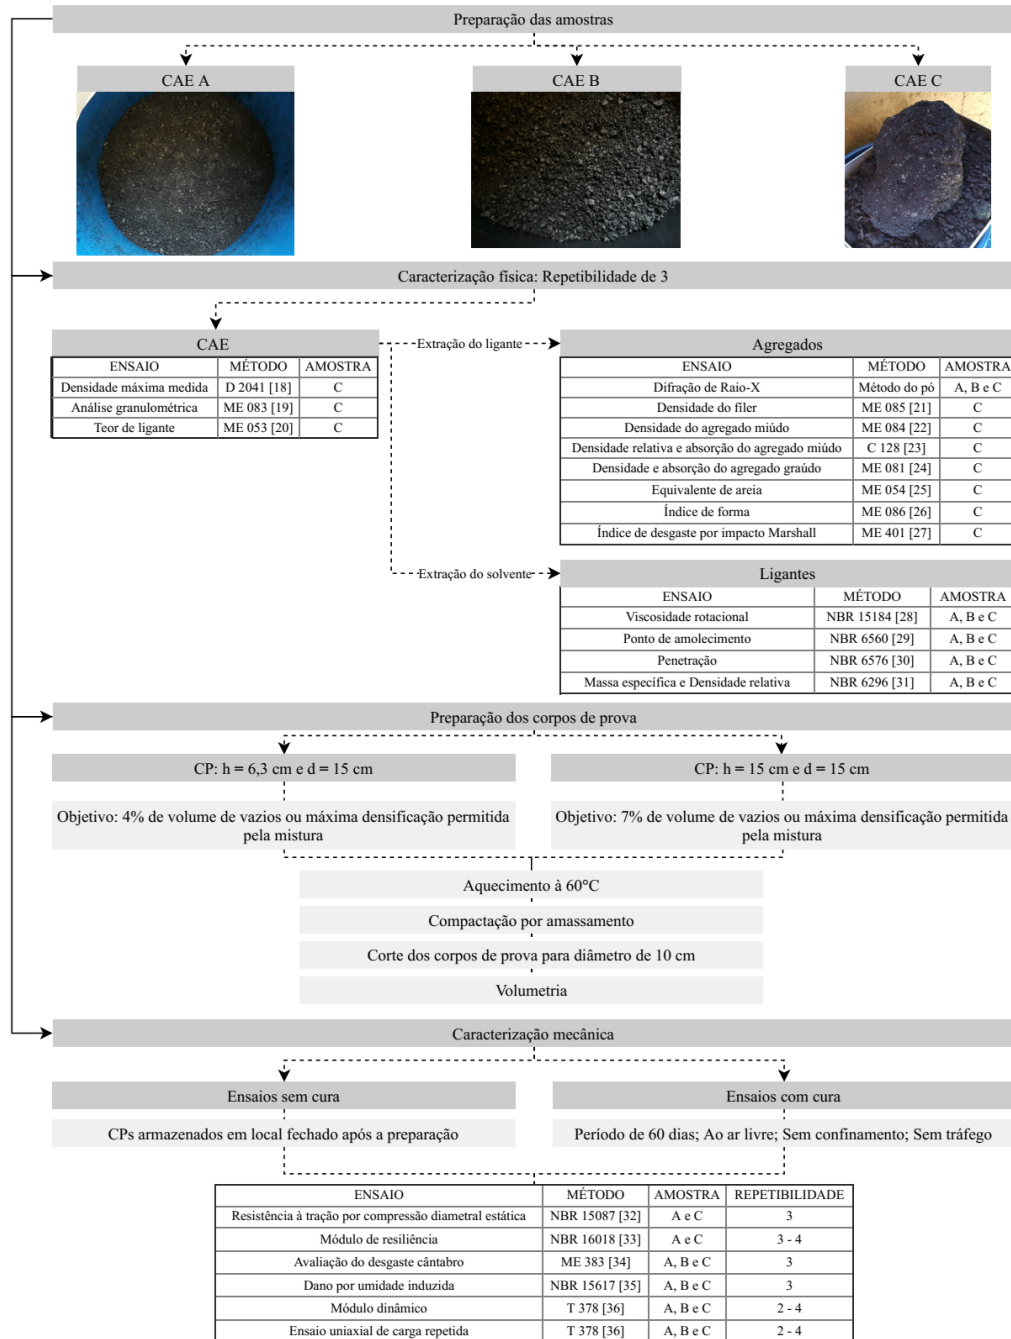 Preparação das amostras
CAE A
CAE B
CAE C
Caracterização física: Repetibilidade de 3
CAE
ENSAIO MÉTODO AMOSTRA
Densidade máxima medida D 2041 [18] C
Análise granulométrica ME 083 [19] C
Teor de ligante ME 053 [20] C
Extração do ligante
Agregados
ENSAIO MÉTODO AMOSTRA
Difração de Raio-X Método do pó A, B e C
Densidade do fíler ME 085 [21] C
Densidade do agregado miúdo ME 084 [22] C
Densidade relativa e absorção do agregado miúdo C 128 [23] C
Densidade e absorção do agregado graúdo ME 081 [24] C
Equivalente de areia ME 054 [25] C
Índice de forma ME 086 [26] C
Índice de desgaste por impacto Marshall ME 401 [27] C
Extração do solvente
Ligantes
ENSAIO MÉTODO AMOSTRA
Viscosidade rotacional NBR 15184 [28] A, B e C
Ponto de amolecimento NBR 6560 [29] A, B e C
Penetração NBR 6576 [30] A, B e C
Massa específica e Densidade relativa NBR 6296 [31] A, B e C
Preparação dos corpos de prova
CP: h = 6,3 cm e d = 15 cm
CP: h = 15 cm e d = 15 cm
Objetivo: 4% de volume de vazios ou máxima densificação permitida
pela mistura
Objetivo: 7% de volume de vazios ou máxima densificação permitida
pela mistura
Aquecimento à 60°C
Compactação por amassamento
Corte dos corpos de prova para diâmetro de 10 cm
Volumetria
Caracterização mecânica
Ensaios sem cura
Ensaios com cura
CPs armazenados em local fechado após a preparação
Período de 60 dias; Ao ar livre; Sem confinamento; Sem tráfego
ENSAIO MÉTODO AMOSTRA REPETIBILIDADE
Resistência à tração por compressão diametral estática NBR 15087 [32] A e C 3
Módulo de resiliência NBR 16018 [33] A e C 3 - 4
Avaliação do desgaste cântabro ME 383 [34] A, B e C 3
Dano por umidade induzida NBR 15617 [35] A, B e C 3
Módulo dinâmico T 378 [36] A, B e C 2 - 4
Ensaio uniaxial de carga repetida T 378 [36] A, B e C 2 - 4